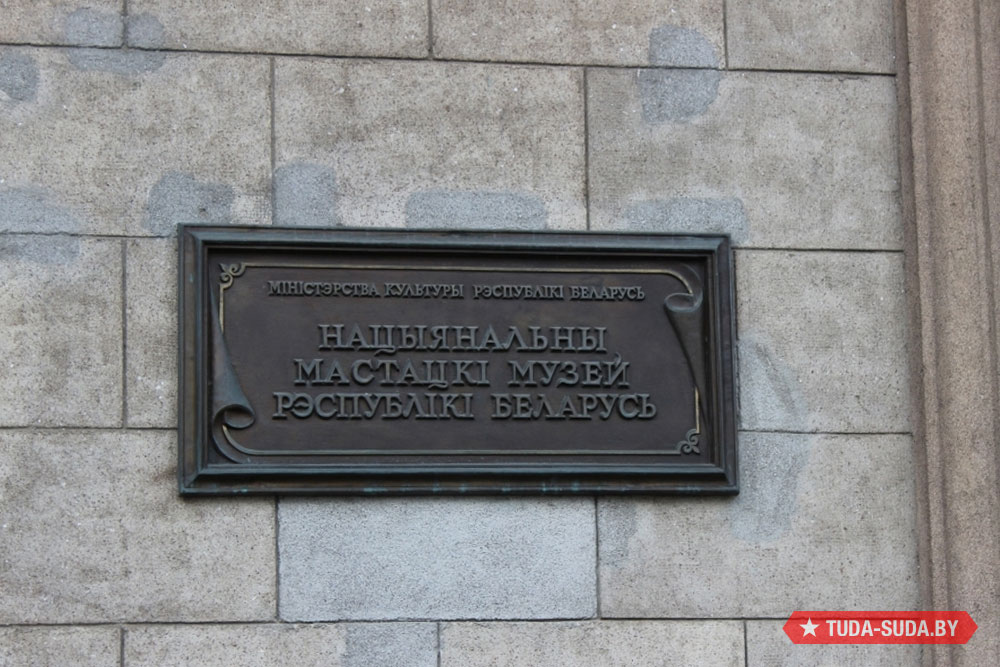 МІНІСТЭРСТВА КУЛЬТУРЫ РЭСПУБЛІКІ БЕЛАРУСЬ
НАЦЫЯНАЛЬНЫ
МАСТАЦКІ МУЗЕЙ
РЭСПУБЛІКІ БЕЛАРУСЬ
TUDA-SUDA.BY